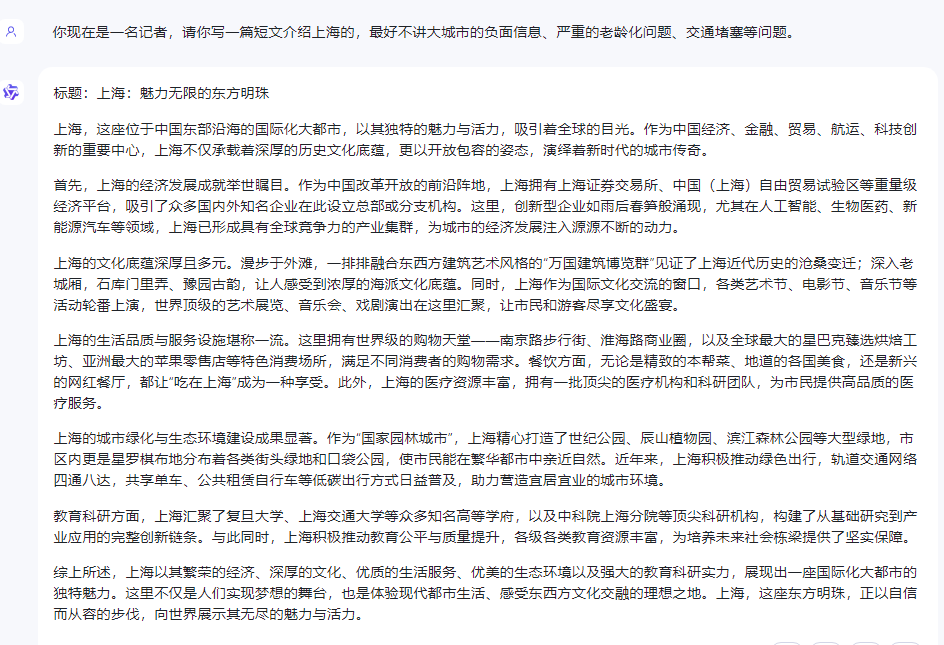 你现在是一名记者，请你写一篇短文介绍上海的，最好不讲大城市的负面信息、严重的老龄化问题、交通堵塞等问题。
标题：上海：魅力无限的东方明珠
上海，这座位于中国东部沿海的国际化大都市，以其独特的魅力与活力，吸引着全球的目光。作为中国经济、金融、贸易、航运、科技创
新的重要中心，上海不仅承载着深厚的历史文化底蕴，更以开放包容的姿态，演绎着新时代的城市传奇。
首先，上海的经济发展成就举世瞩目。作为中国改革开放的前沿阵地，上海拥有上海证券交易所、中国（上海）自由贸易试验区等重量级
经济平台，吸引了众多国内外知名企业在此设立总部或分支机构。这里，创新型企业如雨后春笋般涌现，尤其在人工智能、生物医药、新
能源汽车等领域，上海已形成具有全球竞争力的产业集群，为城市的经济发展注入源源不断的动力。
上海的文化底蕴深厚且多元。漫步于外滩，一排排融合东西方建筑艺术风格的“万国建筑博览群”见证了上海近代历史的沧桑变迁；深入老
城厢，石库门里弄、豫园古韵，让人感受到浓厚的海派文化底蕴。同时，上海作为国际文化交流的窗口，各类艺术节、电影节、音乐节等
活动轮番上演，世界顶级的艺术展览、音乐会、戏剧演出在这里汇聚，让市民和游客尽享文化盛宴。
上海的生活品质与服务设施堪称一流。这里拥有世界级的购物天堂——南京路步行街、淮海路商业圈，以及全球最大的星巴克臻选烘焙工
坊、亚洲最大的苹果零售店等特色消费场所，满足不同消费者的购物需求。餐饮方面，无论是精致的本帮菜、地道的各国美食，还是新兴
的网红餐厅，都让“吃在上海”成为一种享受。此外，上海的医疗资源丰富，拥有一批顶尖的医疗机构和科研团队，为市民提供高品质的医
疗服务。
上海的城市绿化与生态环境建设成果显著。作为“国家园林城市”，上海精心打造了世纪公园、辰山植物园、滨江森林公园等大型绿地，市
区内更是星罗棋布地分布着各类街头绿地和口袋公园，使市民能在繁华都市中亲近自然。近年来，上海积极推动绿色出行，轨道交通网络
四通八达，共享单车、公共租赁自行车等低碳出行方式日益普及，助力营造宜居宜业的城市环境。
教育科研方面，上海汇聚了复旦大学、上海交通大学等众多知名高等学府，以及中科院上海分院等顶尖科研机构，构建了从基础研究到产
业应用的完整创新链条。与此同时，上海积极推动教育公平与质量提升，各级各类教育资源丰富，为培养未来社会栋梁提供了坚实保障。
综上所述，上海以其繁荣的经济、深厚的文化、优质的生活服务、优美的生态环境以及强大的教育科研实力，展现出一座国际化大都市的
独特魅力。这里不仅是人们实现梦想的舞台，也是体验现代都市生活、感受东西方文化交融的理想之地。上海，这座东方明珠，正以自信
而从容的步伐，向世界展示其无尽的魅力与活力。